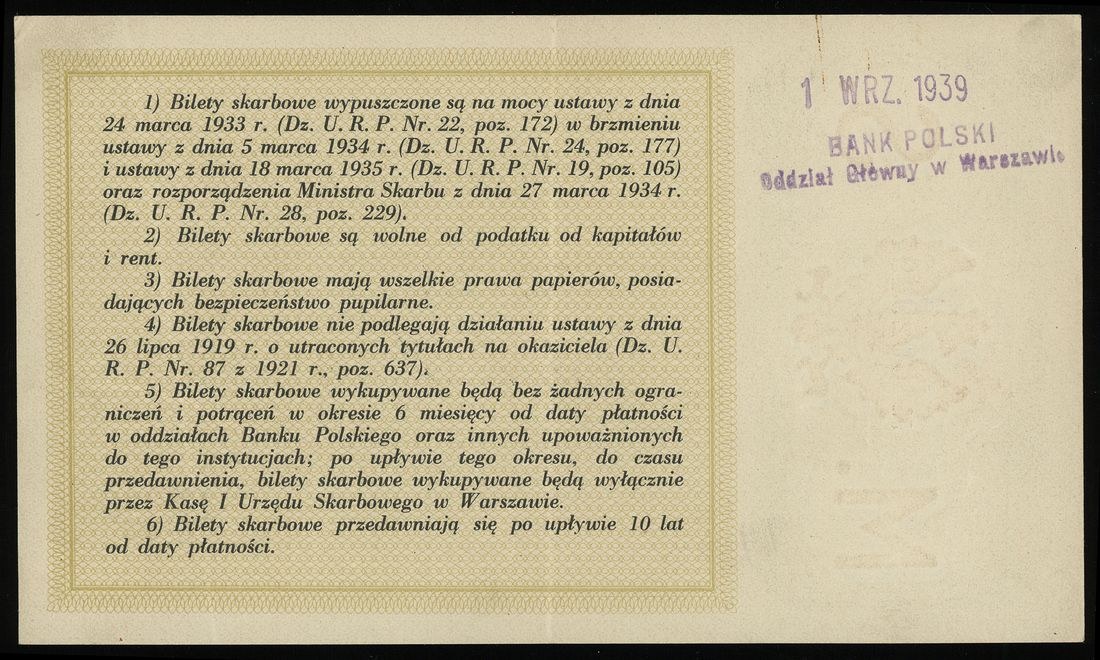 1) Bilety skarbowe wypuszczone są na mocy ustawy z dnia
24 marca 1933 r. (Dz. U. R. P. Nr. 22, poz. 172) w brzmieniu
ustawy z dnia 5 marca 1934 r. (Dz. U. R. P. Nr. 24, poz. 177)
i ustawy z dnia 18 marca 1935 r. (Dz. U. R. P. Nr. 19, poz. 105)
oraz rozporządzenia Ministra Skarbu z dnia 27 marca 1934 r.
(Dz. U. R. P. Nr. 28, poz. 229).
2) Bilety skarbowe są wolne od podatku od kapitałów
i rent.
3) Bilety skarbowe mają wszelkie prawa papierów, posia-
dających bezpieczeństwo pupilarne.
4) Bilety skarbowe nie podlegają działaniu ustawy z dnia
26 lipca 1919 r. o utraconych tytułach na okaziciela (Dz. U.
R. P. Nr. 87 z 1921 r., poz. 637).
5) Bilety skarbowe wykupywane będą bez żadnych ogra-
niczeń i potrąceń w okresie 6 miesięcy od daty płatności
w oddziałach Banku Polskiego oraz innych upoważnionych
do tego instytucjach; po upływie tego okresu, do czasu
przedawnienia, bilety skarbowe wykupywane będą wyłącznie
przez Kasę I Urzędu Skarbowego w Warszawie.
6) Bilety skarbowe przedawniają się po upływie 10 lat
od daty płatności.
1 WRZ. 1939
BANK POLSKI
Oddział Główny w Warszawie